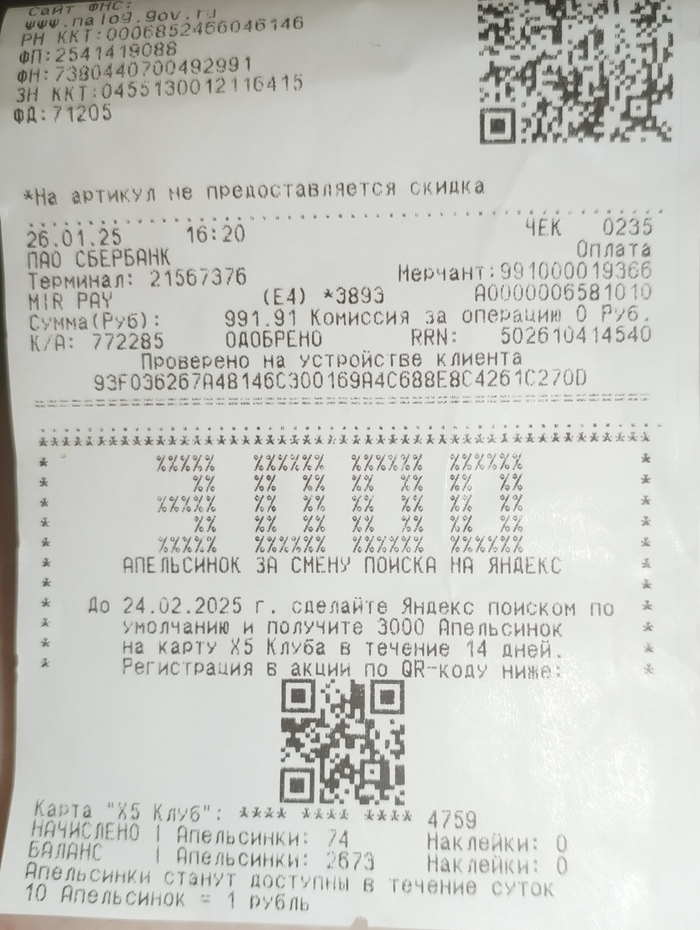 Сайт ФНС:
www.nalog.gov.ru
РН ККТ:0006852466046146
ФП:2541419088
ФН:7380440700492991
ЗН ККТ:0455130012116415
ФД:71205
*На артикул не предоставляется скидка
26.01.25 16:20 ЧЕК 0235
ПАО СБЕРБАНК Оплата
Терминал: 21567376 Мерчант:991000019366
MIR PAY (E4) *3893 A0000006581010
Сумма(Руб): 991.91 Комиссия за операцию 0 Руб.
К/А: 772285 ОДОБРЕНО RRN: 502610414540
Проверено на устройстве клиента
93F036267A48146C300169A4C688E8C4261C270D
3000
АПЕЛЬСИНОК ЗА СМЕНУ ПОИСКА НА ЯНДЕКС
До 24.02.2025 г. сделайте Яндекс поиском по
умолчанию и получите 3000 Апельсинок
на карту X5 Клуба в течение 14 дней.
Регистрация в акции по QR-коду ниже:
Карта "X5 Клуб": **** **** **** 4759
НАЧИСЛЕНО | Апельсинки: 74 Наклейки: 0
БАЛАНС | Апельсинки: 2673 Наклейки: 0
Апельсинки станут доступны в течение суток
10 Апельсинок = 1 рубль